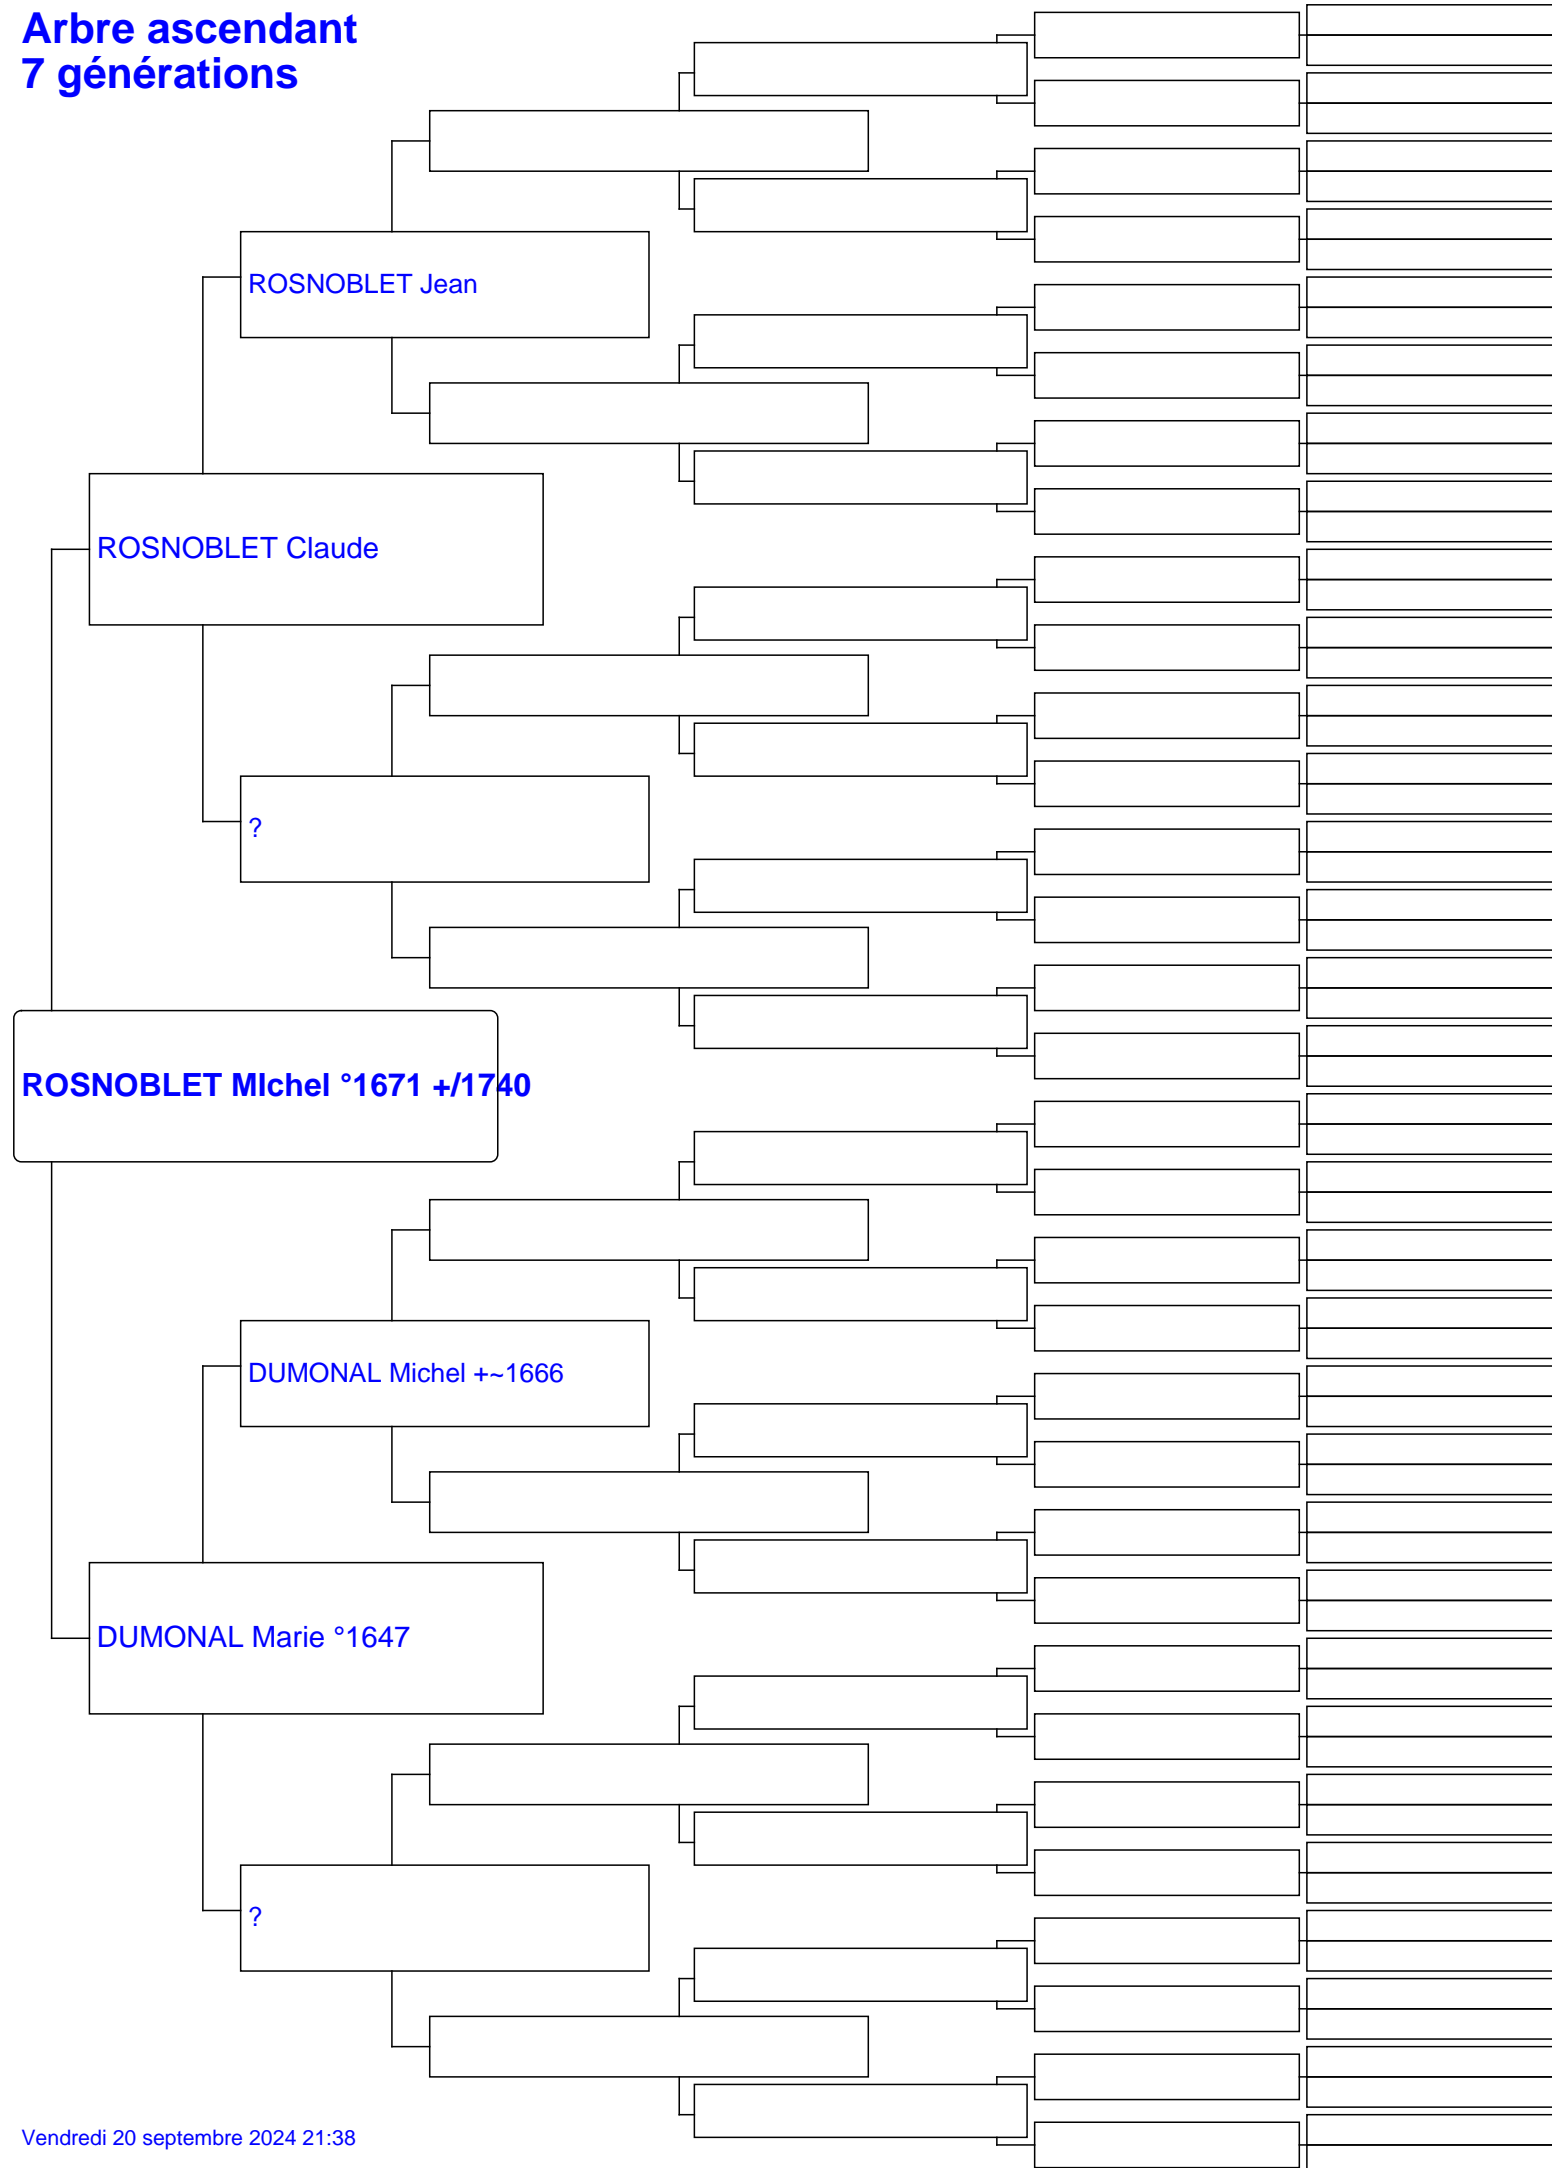 Arbre ascendant
7 générations
ROSNOBLET Jean
ROSNOBLET Claude
?
ROSNOBLET MIchel °1671 +/1740
DUMONAL Michel +~1666
DUMONAL Marie °1647
?
Vendredi 20 septembre 2024 21:38